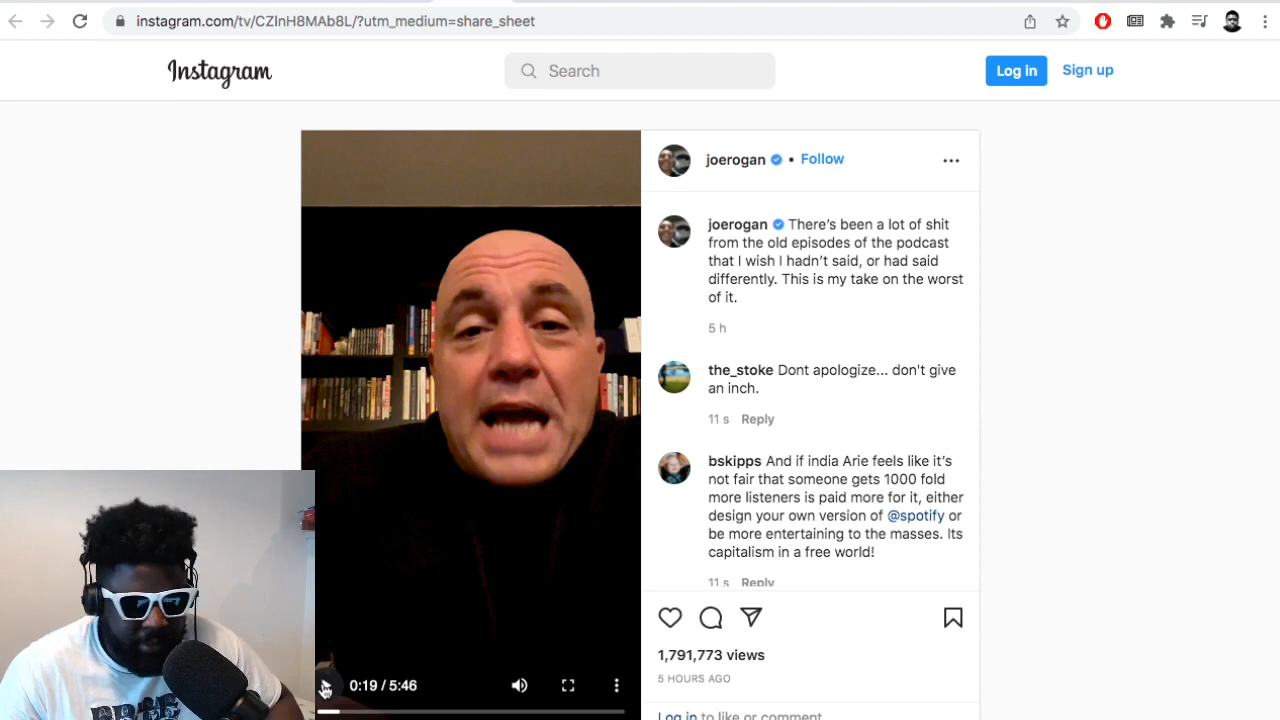 instagram.com/tv/CZInH8MAb8L/?utm_medium=share_sheet
Instagram
Search
Log in
Sign up
joerogan • Follow
joerogan There's been a lot of shit
from the old episodes of the podcast
that I wish I hadn't said, or had said
differently. This is my take on the worst
of it.
5 h
the_stoke Dont apologize... don't give
an inch.
11 s Reply
bskipps And if india Arie feels like it's
not fair that someone gets 1000 fold
more listeners is paid more for it, either
design your own version of
@spotify or
be more entertaining to the masses. Its
capitalism in a free world!
11 s Reply
0:19 / 5:46
1,791,773 views
5 HOURS AGO
Log in to like or comment.